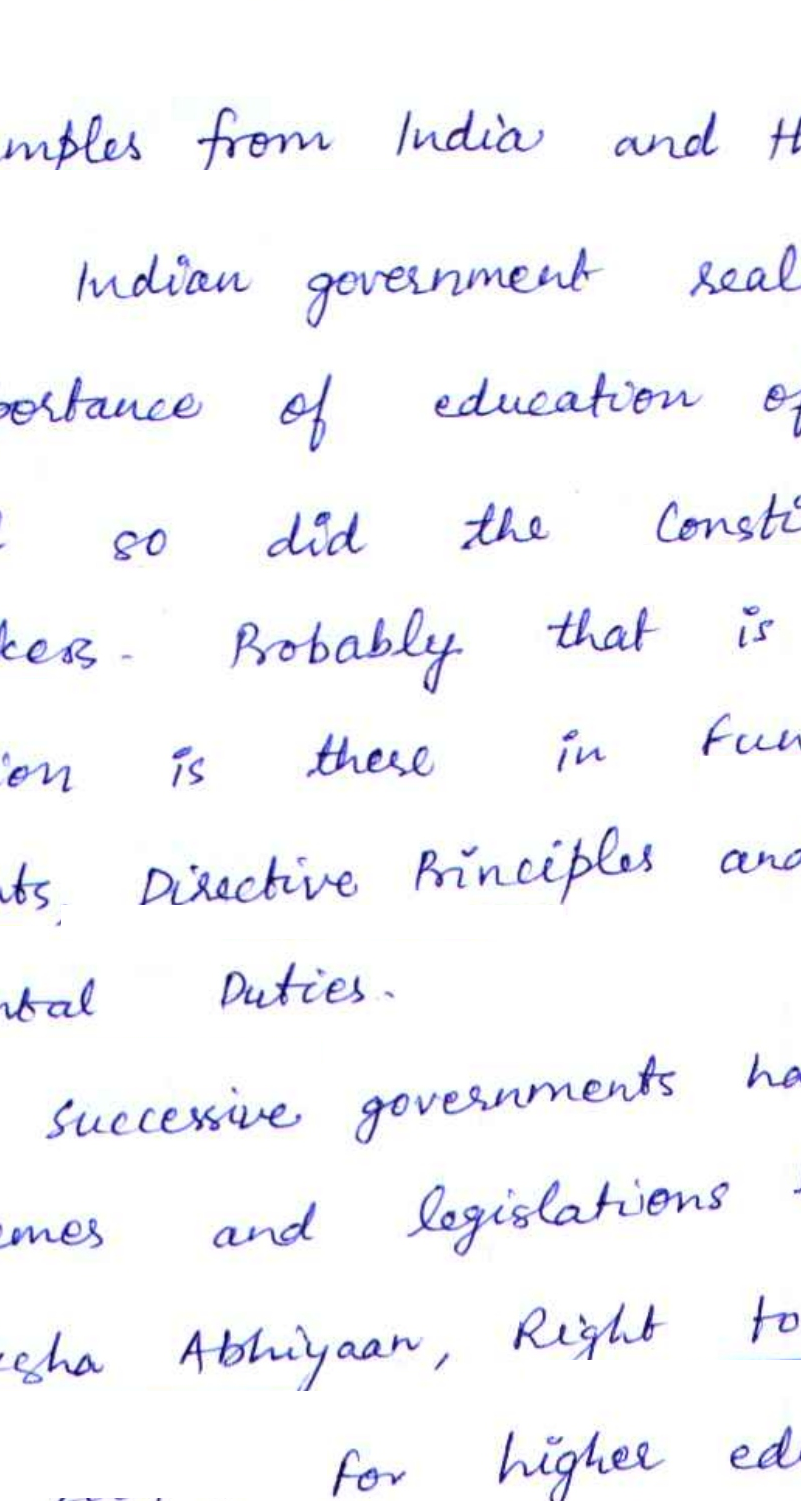 mples from India and H
Indian government real
portance of education of
so did the Consti
kers. Probably that is
ion is there in Fun
nts, Directive Principles and
ntal Duties.
Successive governments ha
emes and legislations
ksha Abhiyaan, Right to
for higher edu